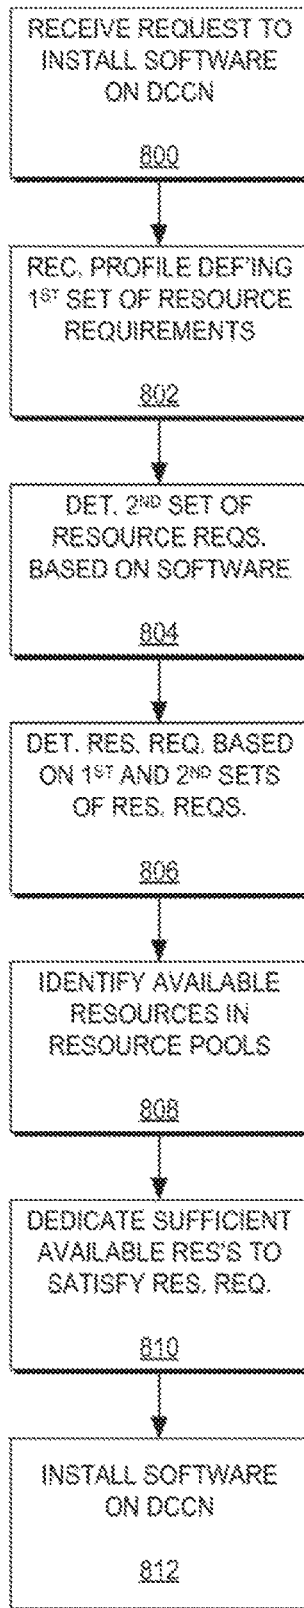 RECEIVE REQUEST TO
INSTALL SOFTWARE
ON DCCN
800
REC. PROFILE DEF'ING
1ST SET OF RESOURCE
REQUIREMENTS
802
DET. 2ND SET OF
RESOURCE REQS.
BASED ON SOFTWARE
804
DET. RES. REQ. BASED
ON 1ST AND 2ND SETS
OF RES. REQS.
806
IDENTIFY AVAILABLE
RESOURCES IN
RESOURCE POOLS
808
DEDICATE SUFFICIENT
AVAILABLE RES'S TO
SATISFY RES. REQ.
810
INSTALL SOFTWARE
ON DCCN
812